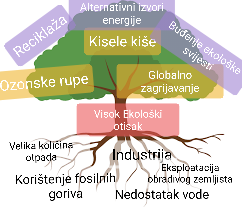 Alternativni izvori
energije
Reciklaža
Kisele kiše
Buđenje ekološke
svijesti
Ozonske rupe
Globalno
zagrijavanje
Visok Ekološki
otisak
Velika količina
otpada
Industrija
Eksploatacija
obradivog zemljista
Korištenje fosilnih
goriva
Nedostatak vode